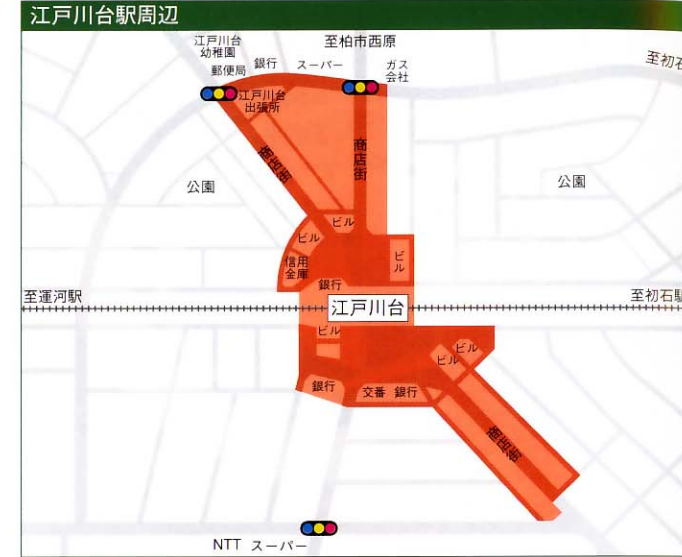 江戸川台駅周辺
江戸川台
幼稚園
至柏市西原
郵便局
銀行
スーパー
ガス
会社
至初石
江戸川台
出張所
商店街
商店街
公園
公園
ビル
ビル
信用
金庫
ビル
銀行
至運河駅
江戸川台
至初石駅
ビル
ビル
ビル
銀行
交番
銀行
商店街
NTT
スーパー